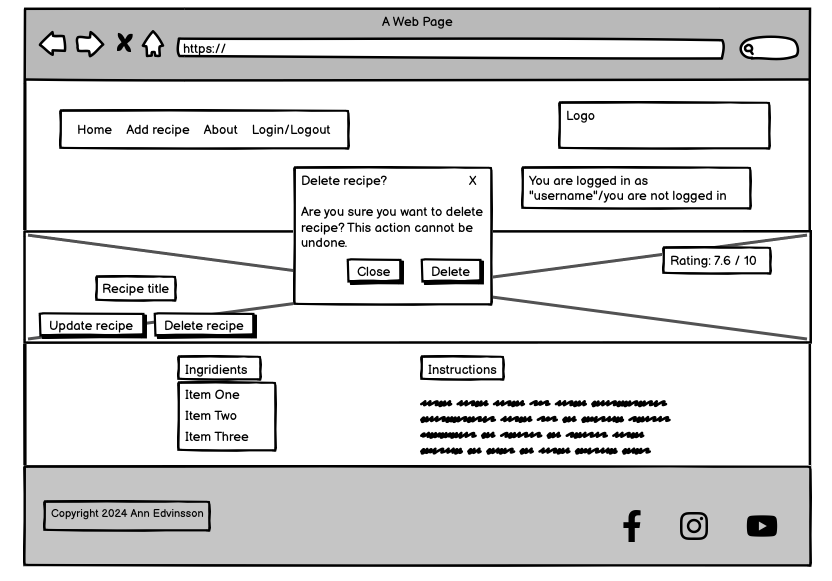 A Web Page
https://
Home Add recipe About Login/Logout
Logo
Delete recipe? X
You are logged in as
"username"/you are not logged in
Are you sure you want to delete
recipe? This action cannot be
undone.
Close Delete
Rating: 7.6 / 10
Recipe title
Update recipe Delete recipe
Ingridients
Item One
Item Two
Item Three
Instructions
Copyright 2024 Ann Edvinsson